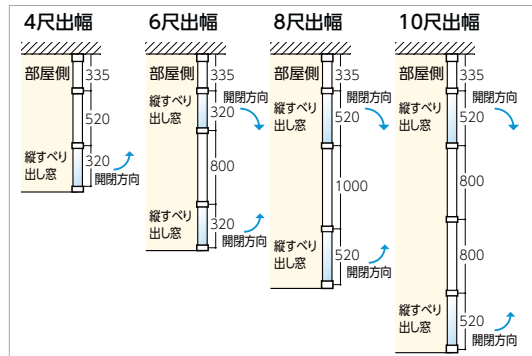 4尺出幅
部屋側
335
520
縦すべり
出し窓
320
開閉方向
6尺出幅
部屋側
335
縦すべり
出し窓
320
開閉方向
800
縦すべり
出し窓
320
開閉方向
8尺出幅
部屋側
335
縦すべり
出し窓
520
開閉方向
1000
縦すべり
出し窓
520
開閉方向
10尺出幅
部屋側
335
縦すべり
出し窓
520
開閉方向
800
800
縦すべり
出し窓
520
開閉方向